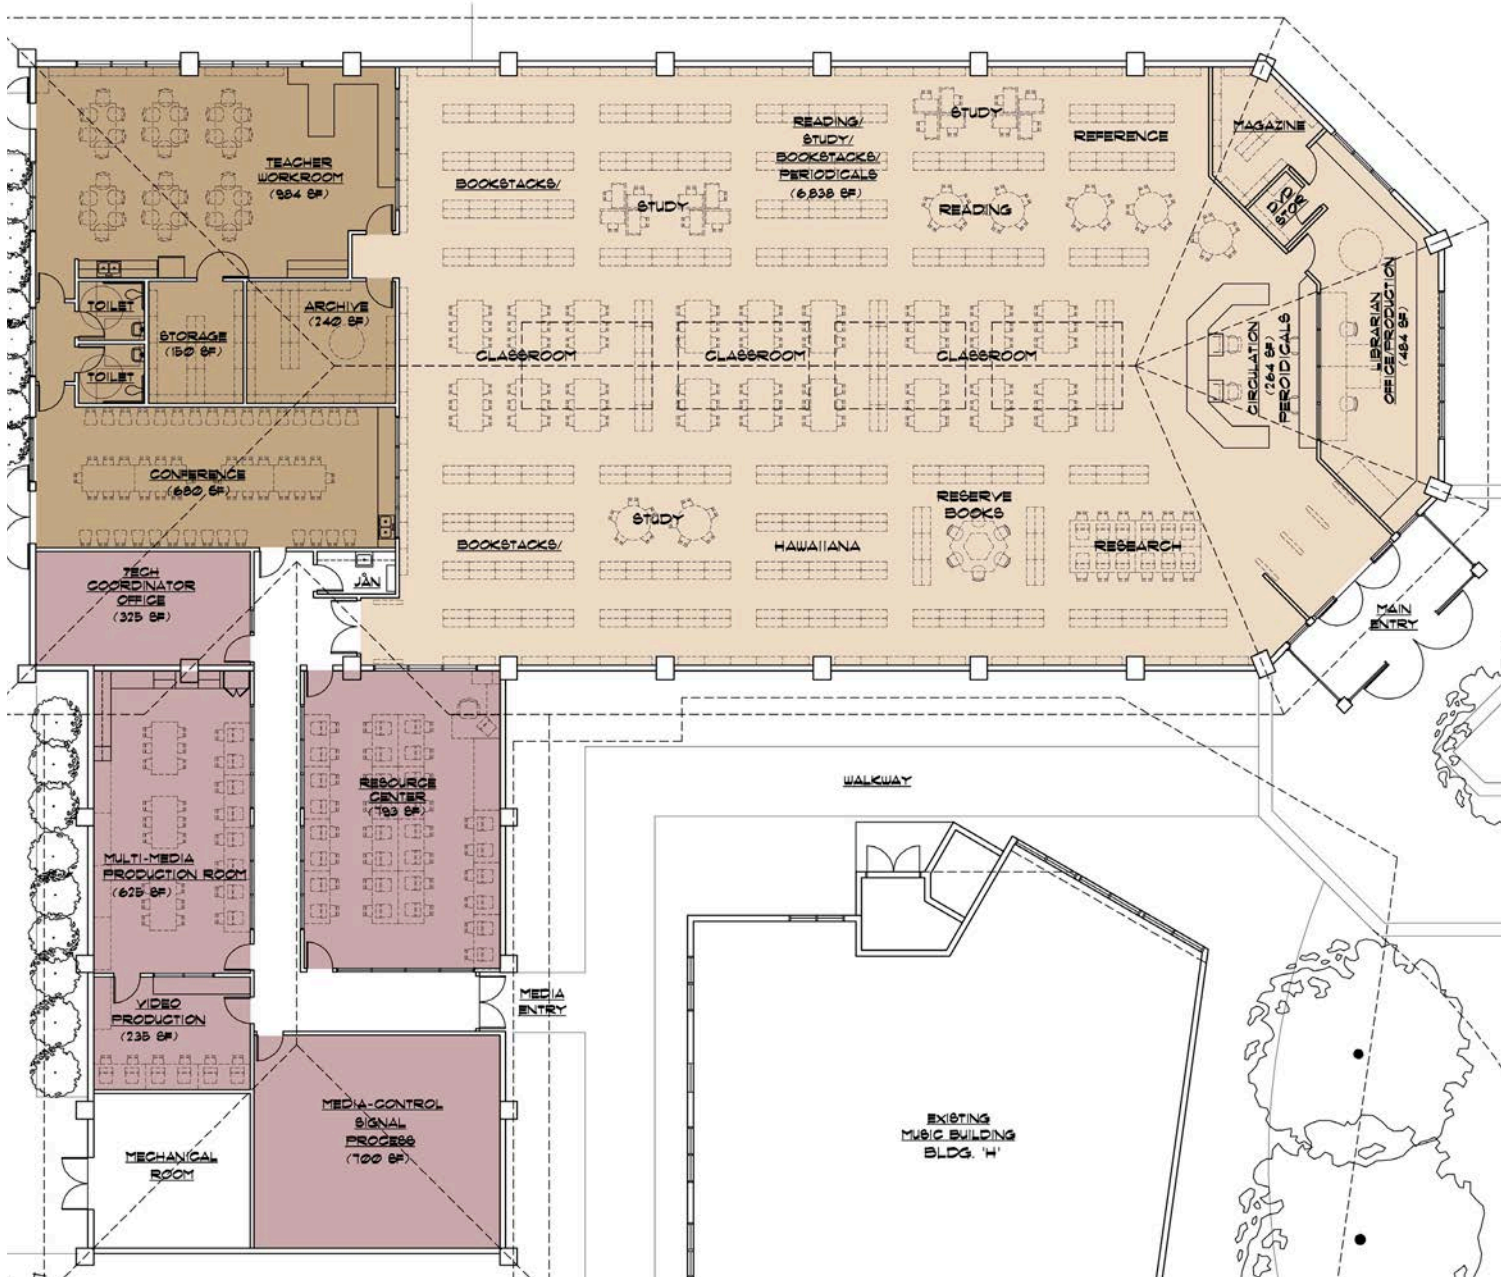 TEACHER
WORKROOM
(984 SF)
BOOKSTACKS/
STUDY
READING/
STUDY/
BOOKSTACKS/
PERIODICALS
(6,838 SF)
STUDY
READING
REFERENCE
MAGAZINE
DVD
STOR
TOILET
TOILET
STORAGE
(150 SF)
ARCHIVE
(240 SF)
CLASSROOM
CLASSROOM
CLASSROOM
CIRCULATION
(264 SF)
PEROIDICALS
LIBRARIAN
OFFICE/PRODUCTION
(484 SF)
CONFERENCE
(680 SF)
BOOKSTACKS/
STUDY
HAWAIIANA
RESERVE
BOOKS
RESEARCH
TECH
COORDINATOR
OFFICE
(325 SF)
JAN
MAIN
ENTRY
RESOURCE
CENTER
(783 SF)
WALKWAY
MULTI-MEDIA
PRODUCTION ROOM
(625 SF)
VIDEO
PRODUCTION
(235 SF)
MEDIA
ENTRY
MEDIA-CONTROL
SIGNAL
PROCESS
(700 SF)
MECHANICAL
ROOM
EXISTING
MUSIC BUILDING
BLDG. 'H'